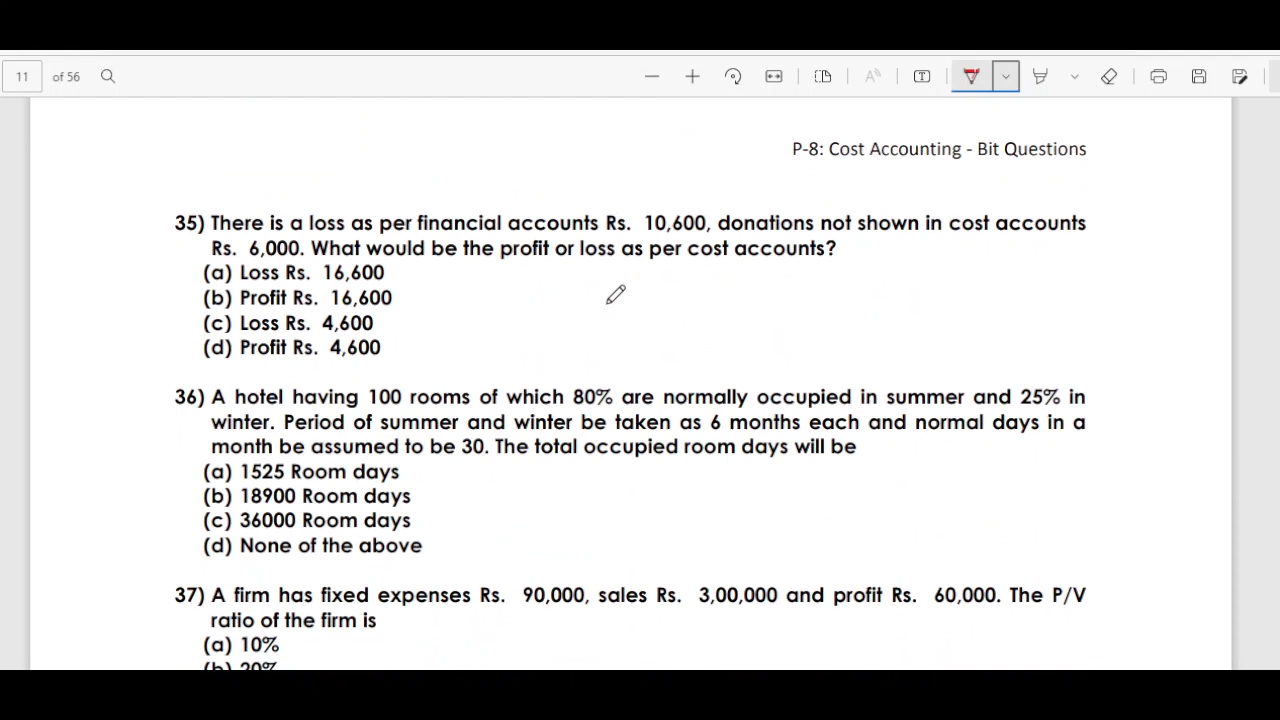 11 of 56
P-8: Cost Accounting - Bit Questions
35) There is a loss as per financial accounts Rs. 10,600, donations not shown in cost accounts
Rs. 6,000. What would be the profit or loss as per cost accounts?
(a) Loss Rs. 16,600
(b) Profit Rs. 16,600
(c) Loss Rs. 4,600
(d) Profit Rs. 4,600
36) A hotel having 100 rooms of which 80% are normally occupied in summer and 25% in
winter. Period of summer and winter be taken as 6 months each and normal days in a
month be assumed to be 30. The total occupied room days will be
(a) 1525 Room days
(b) 18900 Room days
(c) 36000 Room days
(d) None of the above
37) A firm has fixed expenses Rs. 90,000, sales Rs. 3,00,000 and profit Rs. 60,000. The P/V
ratio of the firm is
(a) 10%
(b) 20%